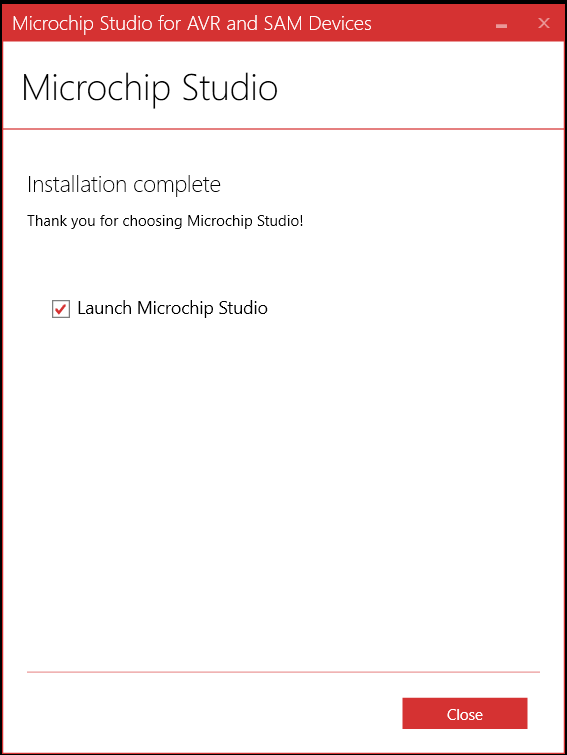 Microchip Studio for AVR and SAM Devices
Microchip Studio
Installation complete
Thank you for choosing Microchip Studio!
Launch Microchip Studio
Close